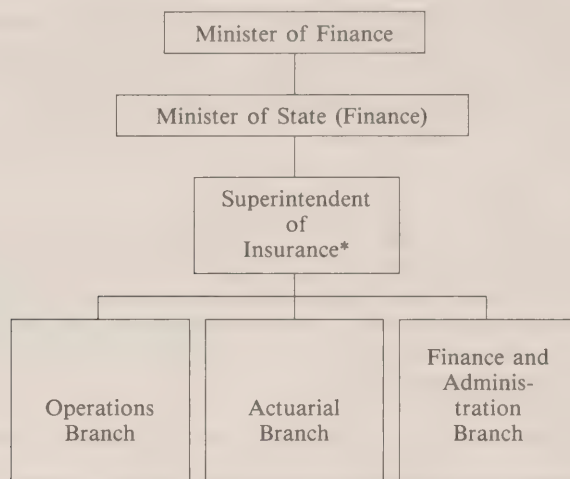 Minister of Finance
Minister of State (Finance)
Superintendent
of
Insurance*
Operations
Branch
Actuarial
Branch
Finance and
Adminis-
tration
Branch